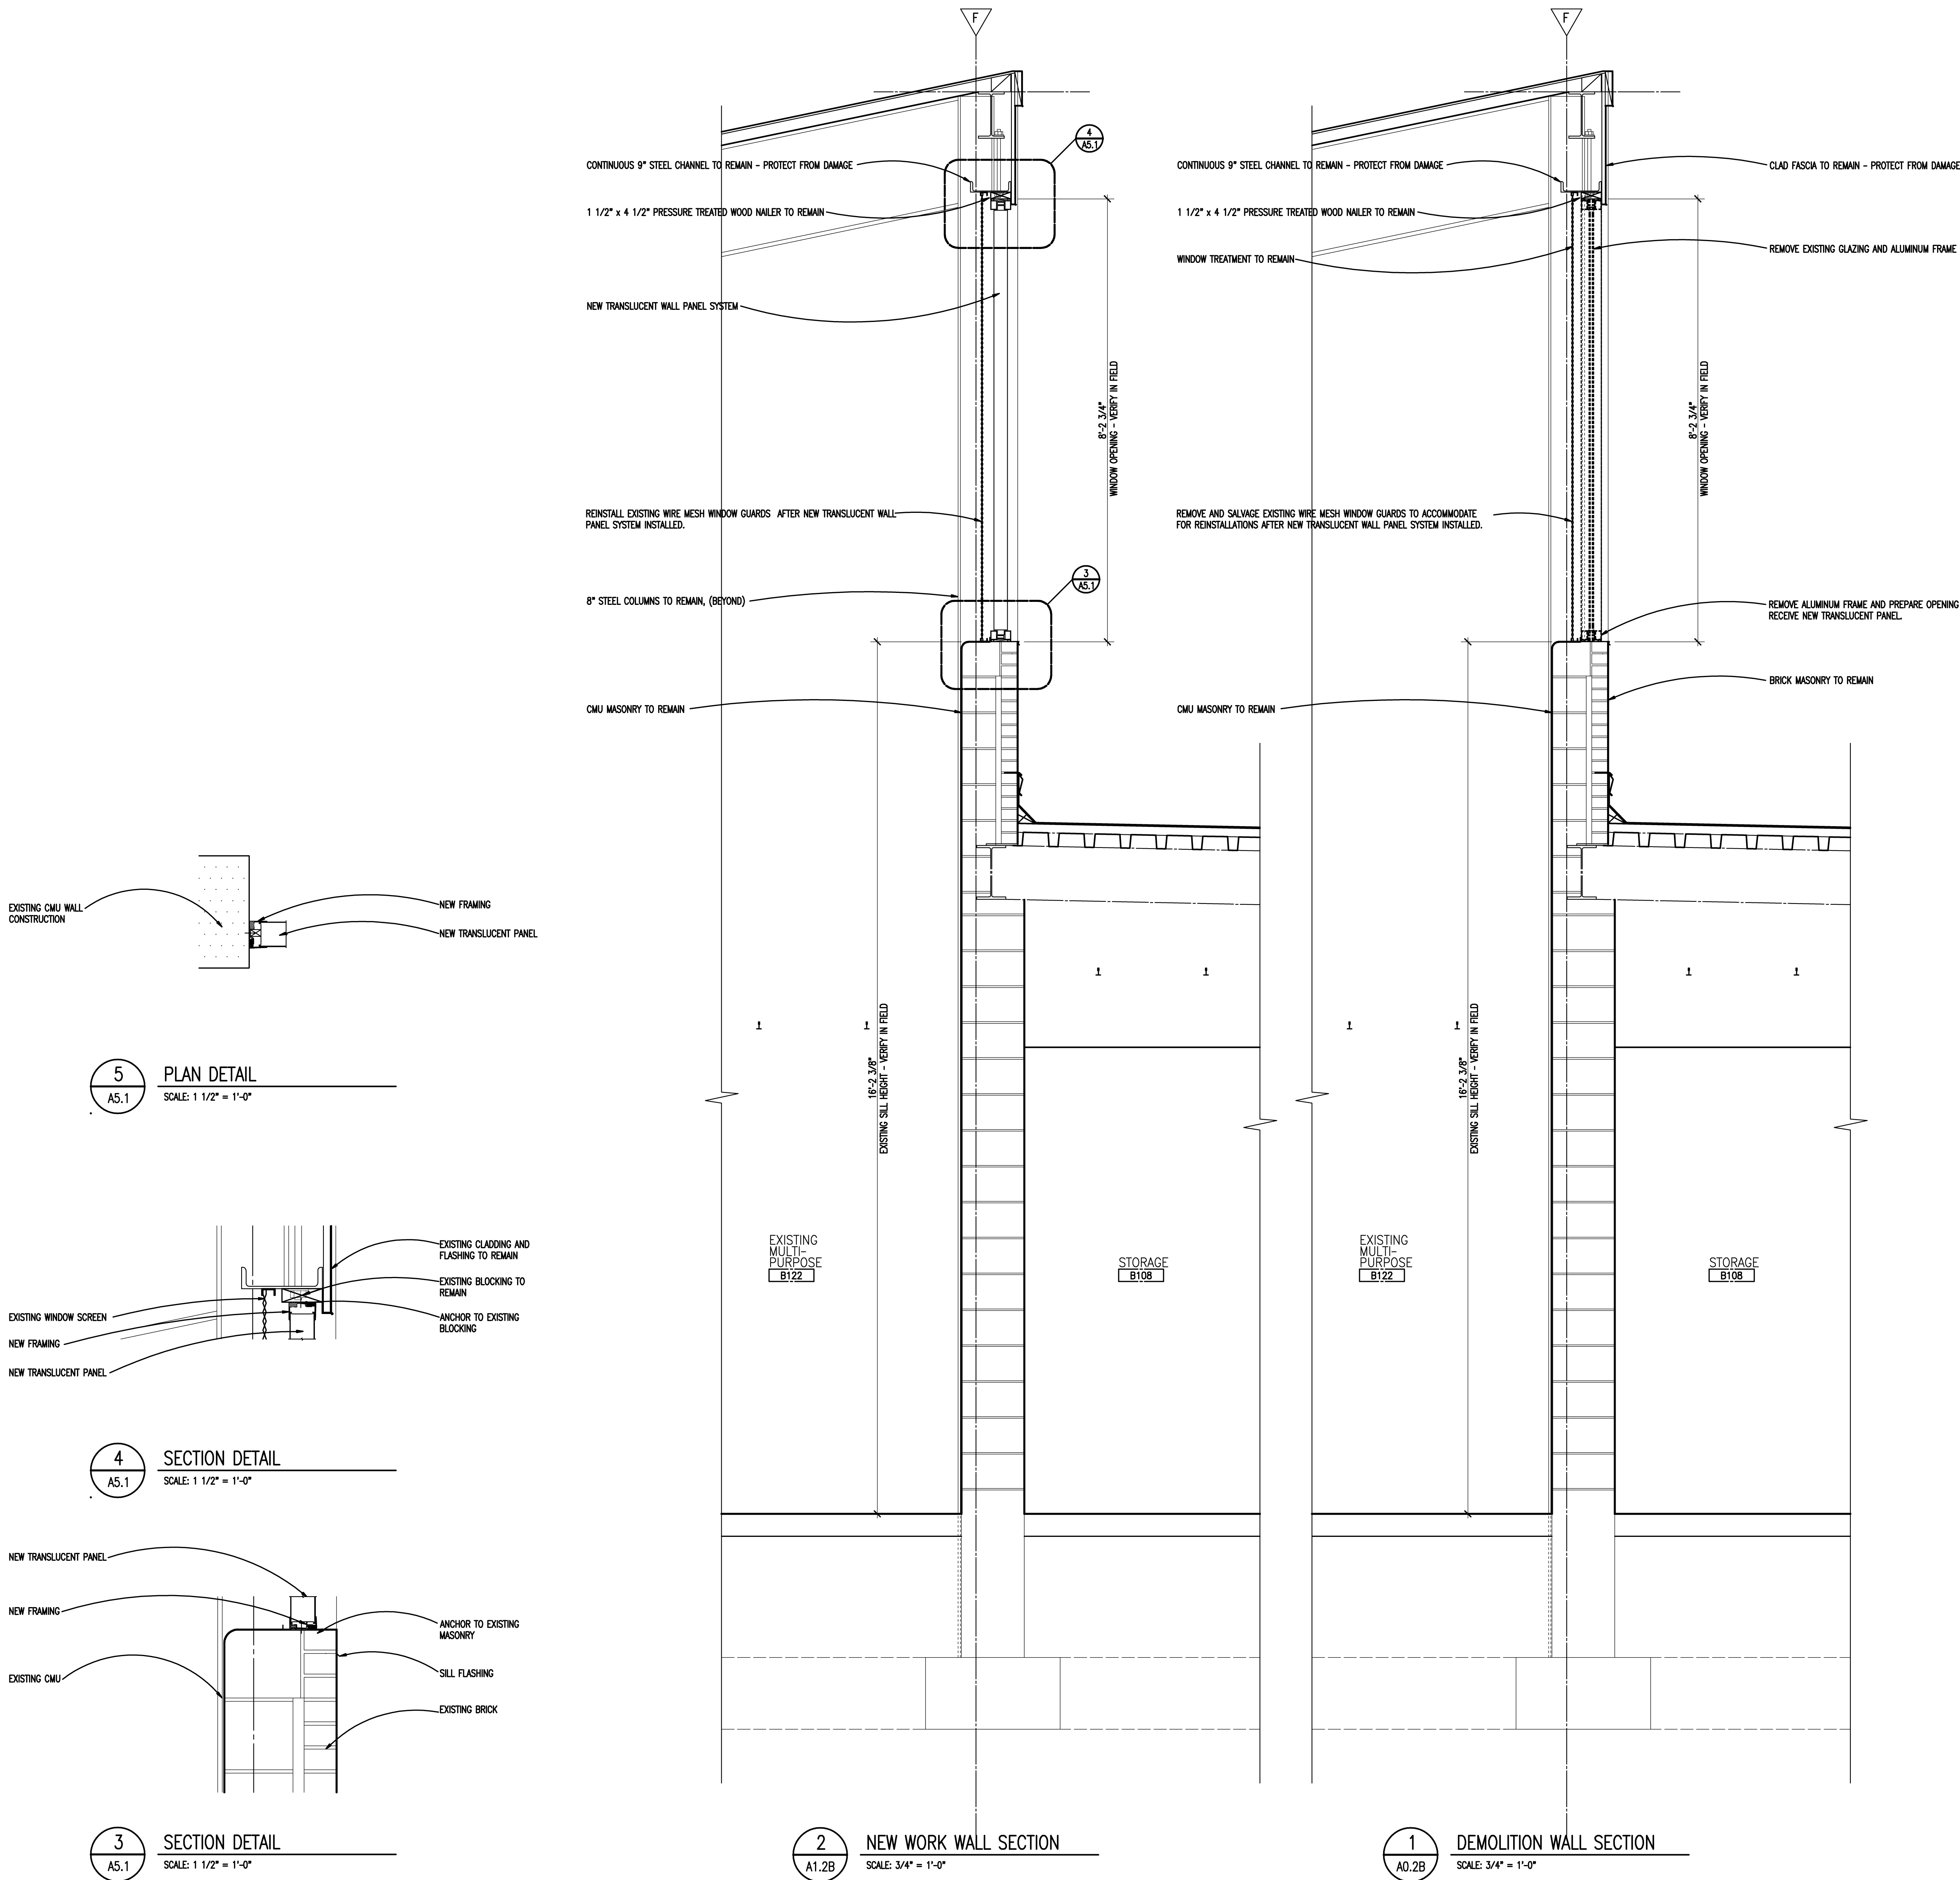 F
4
A5.1
CONTINUOUS 9" STEEL CHANNEL TO REMAIN - PROTECT FROM DAMAGE
1 1/2" x 4 1/2" PRESSURE TREATED WOOD NAILER TO REMAIN
NEW TRANSLUCENT WALL PANEL SYSTEM
8'-2 3/4"
WINDOW OPENING - VERIFY IN FIELD
REINSTALL EXISTING WIRE MESH WINDOW GUARDS AFTER NEW TRANSLUCENT WALL
PANEL SYSTEM INSTALLED.
3
A5.1
8" STEEL COLUMNS TO REMAIN, (BEYOND)
CMU MASONRY TO REMAIN
16'-2 3/8"
EXISTING SILL HEIGHT - VERIFY IN FIELD
EXISTING
MULTI-
PURPOSE
B122
STORAGE
B108
2
A1.2B
NEW WORK WALL SECTION
SCALE: 3/4" = 1'-0"
F
CONTINUOUS 9" STEEL CHANNEL TO REMAIN - PROTECT FROM DAMAGE
CLAD FASCIA TO REMAIN - PROTECT FROM DAMAGE
1 1/2" x 4 1/2" PRESSURE TREATED WOOD NAILER TO REMAIN
WINDOW TREATMENT TO REMAIN
REMOVE EXISTING GLAZING AND ALUMINUM FRAME
8'-2 3/4"
WINDOW OPENING - VERIFY IN FIELD
REMOVE AND SALVAGE EXISTING WIRE MESH WINDOW GUARDS TO ACCOMMODATE
FOR REINSTALLATIONS AFTER NEW TRANSLUCENT WALL PANEL SYSTEM INSTALLED.
REMOVE ALUMINUM FRAME AND PREPARE OPENING
RECEIVE NEW TRANSLUCENT PANEL.
BRICK MASONRY TO REMAIN
CMU MASONRY TO REMAIN
16'-2 3/8"
EXISTING SILL HEIGHT - VERIFY IN FIELD
EXISTING
MULTI-
PURPOSE
B122
STORAGE
B108
1
A0.2B
DEMOLITION WALL SECTION
SCALE: 3/4" = 1'-0"
EXISTING CMU WALL
CONSTRUCTION
NEW FRAMING
NEW TRANSLUCENT PANEL
5
A5.1
PLAN DETAIL
SCALE: 1 1/2" = 1'-0"
EXISTING CLADDING AND
FLASHING TO REMAIN
EXISTING BLOCKING TO
REMAIN
ANCHOR TO EXISTING
BLOCKING
EXISTING WINDOW SCREEN
NEW FRAMING
NEW TRANSLUCENT PANEL
4
A5.1
SECTION DETAIL
SCALE: 1 1/2" = 1'-0"
NEW TRANSLUCENT PANEL
NEW FRAMING
ANCHOR TO EXISTING
MASONRY
SILL FLASHING
EXISTING CMU
EXISTING BRICK
3
A5.1
SECTION DETAIL
SCALE: 1 1/2" = 1'-0"